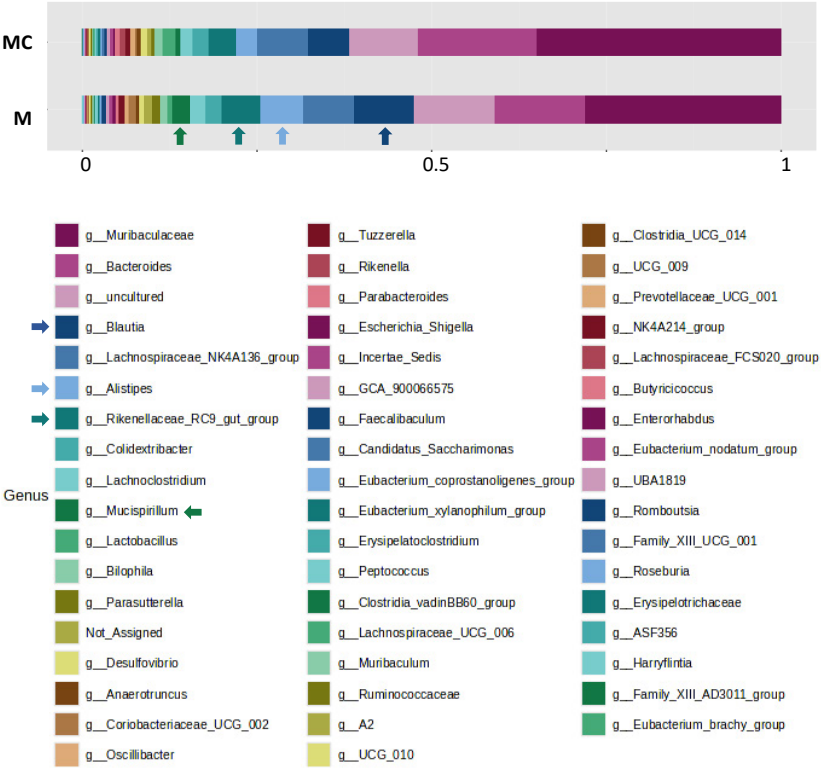 MC
M
0 0.5 1
g__Muribaculaceae g__Tuzzerella g__Clostridia_UCG_014
g__Bacteroides g__Rikenella g__UCG_009
g__uncultured g__Parabacteroides g__Prevotellaceae_UCG_001
g__Blautia g__Escherichia_Shigella g__NK4A214_group
g__Lachnospiraceae_NK4A136_group g__Incertae_Sedis g__Lachnospiraceae_FCS020_group
g__Alistipes g__GCA_900066575 g__Butyricicoccus
g__Rikenellaceae_RC9_gut_group g__Faecalibaculum g__Enterorhabdus
g__Colidextribacter g__Candidatus_Saccharimonas g__Eubacterium_nodatum_group
g__Lachnoclostridium g__Eubacterium_coprostanoligenes_group g__UBA1819
Genus
g__Mucispirillum g__Eubacterium_xylanophilum_group g__Romboutsia
g__Lactobacillus g__Erysipelatoclostridium g__Family_XIII_UCG_001
g__Bilophila g__Peptococcus g__Roseburia
g__Parasutterella g__Clostridia_vadinBB60_group g__Erysipelotrichaceae
Not_Assigned g__Lachnospiraceae_UCG_006 g__ASF356
g__Desulfovibrio g__Muribaculum g__Harryflintia
g__Anaerotruncus g__Ruminococcaceae g__Family_XIII_AD3011_group
g__Coriobacteriaceae_UCG_002 g__A2 g__Eubacterium_brachy_group
g__Oscillibacter g__UCG_010